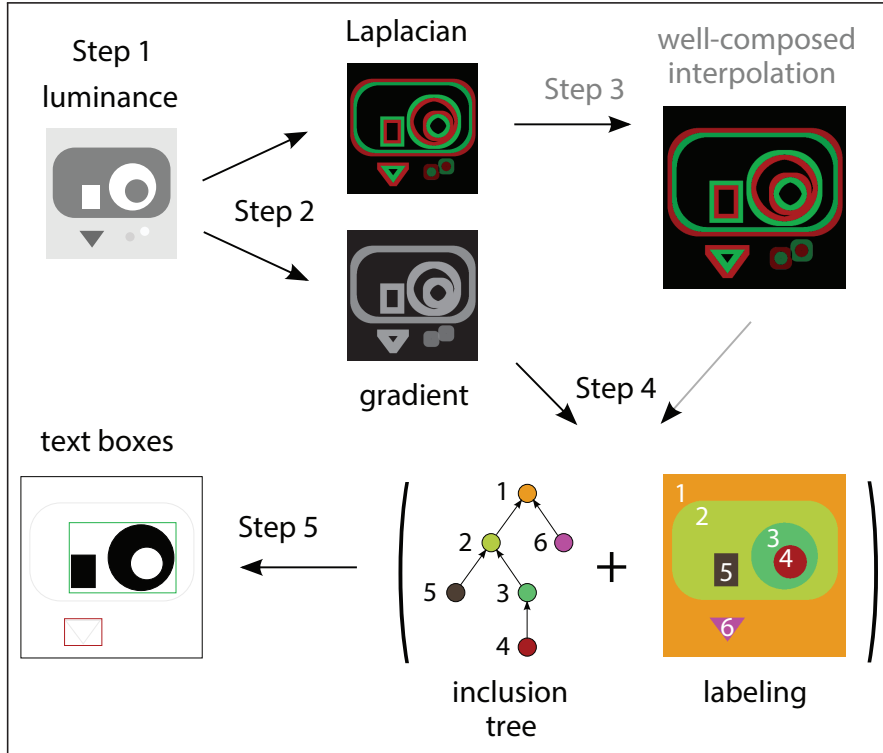 Step 1
luminance
Laplacian
Step 3
well-composed
interpolation
Step 2
gradient
Step 4
text boxes
Step 5
1
2
6
5
3
4
+
1
2
3
4
5
6
inclusion
tree
labeling